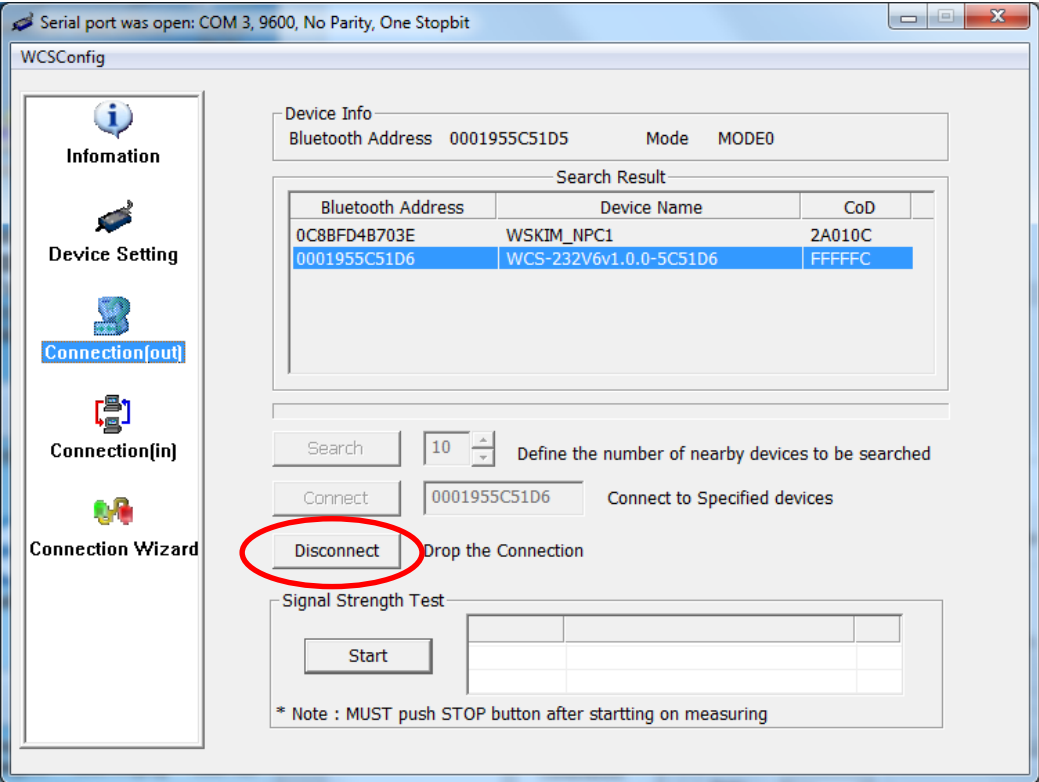 Serial port was open: COM 3, 9600, No Parity, One Stopbit
WCSConfig
Infomation
Device Setting
Connection(out)
Connection(in)
Connection Wizard
Device Info
Bluetooth Address 0001955C51D5 Mode MODE0
Search Result
Bluetooth Address Device Name CoD
0C8BFD4B703E WSKIM_NPC1 2A010C
0001955C51D6 WCS-232V6v1.0.0-5C51D6 FFFFFC
Search 10 Define the number of nearby devices to be searched
Connect 0001955C51D6 Connect to Specified devices
Disconnect Drop the Connection
Signal Strength Test
Start
* Note : MUST push STOP button after startting on measuring